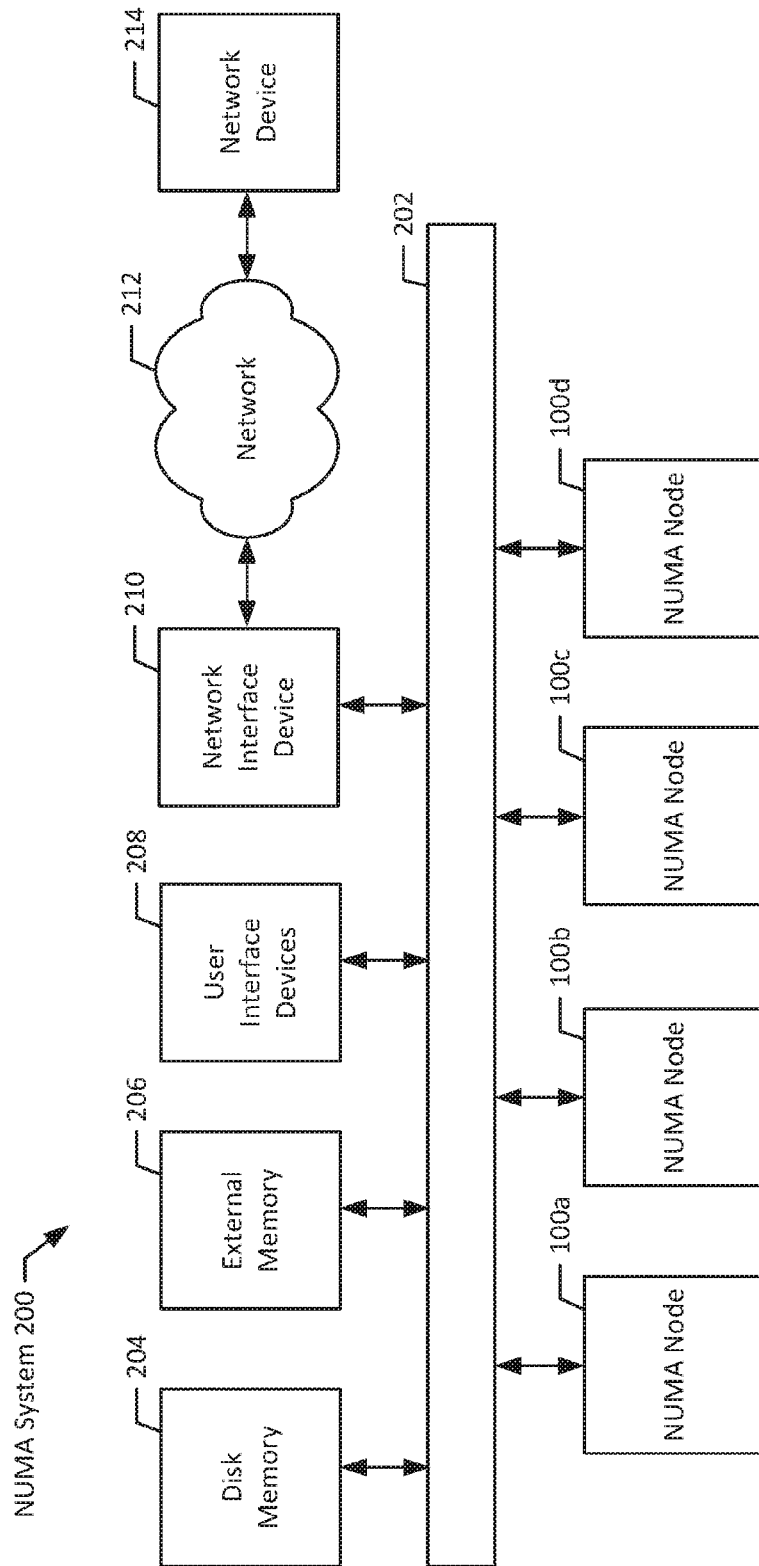 NUMA System 200
204
206
208
210
212
214
Disk
Memory
External
Memory
User
Interface
Devices
Network
Interface
Device
Network
Network
Device
202
100a
100b
100c
100d
NUMA Node
NUMA Node
NUMA Node
NUMA Node